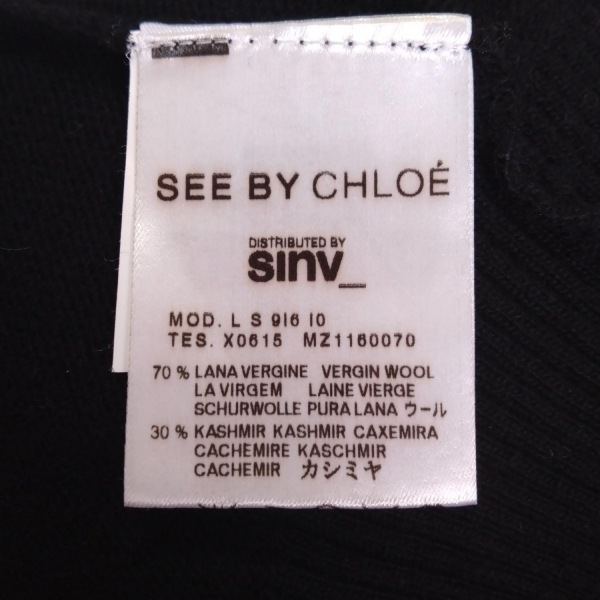 SEE BY CHLOÉ
DISTRIBUTED BY
sinv_
MOD. L S 916 10
TES. X0615 MZ1160070
70 % LANA VERGINE VERGIN WOOL
LA VIRGEM LAINE VIERGE
SCHURWOLLE PURA LANA ウール
30 % KASHMIR KASHMIR CAXEMIRA
CACHEMIRE KASCHMIR
CACHEMIR カシミヤ